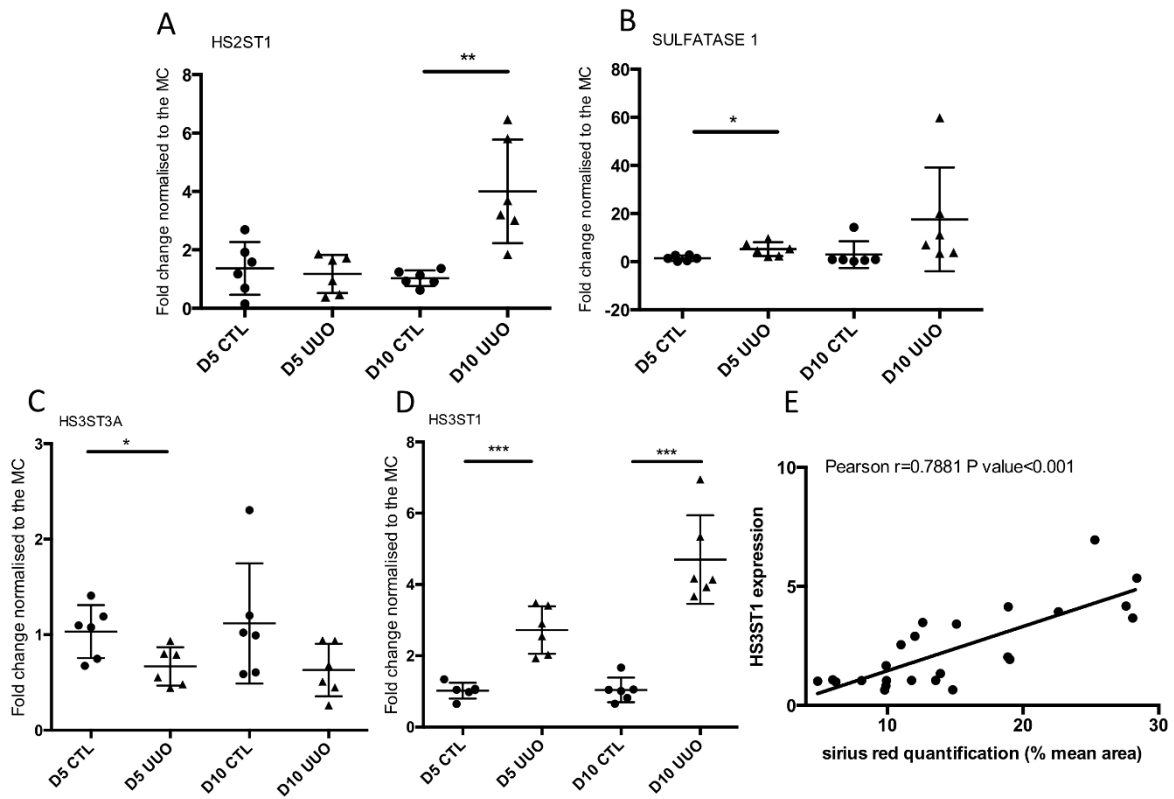 A
HS2ST1
**
Fold change normalised to the MC
8
6
4
2
0
D5 CTL
D5 UUO
D10 CTL
D10 UUO
B
SULFATASE 1
*
Fold change normalised to the MC
80
60
40
20
0
-20
D5 CTL
D5 UUO
D10 CTL
D10 UUO
C
HS3ST3A
*
Fold change normalised to the MC
3
2
1
0
D5 CTL
D5 UUO
D10 CTL
D10 UUO
D
HS3ST1
***
***
Fold change normalised to the MC
8
6
4
2
0
D5 CTL
D5 UUO
D10 CTL
D10 UUO
E
Pearson r=0.7881 P value<0.001
HS3ST1 expression
10
5
0
10
20
30
sirius red quantification (% mean area)